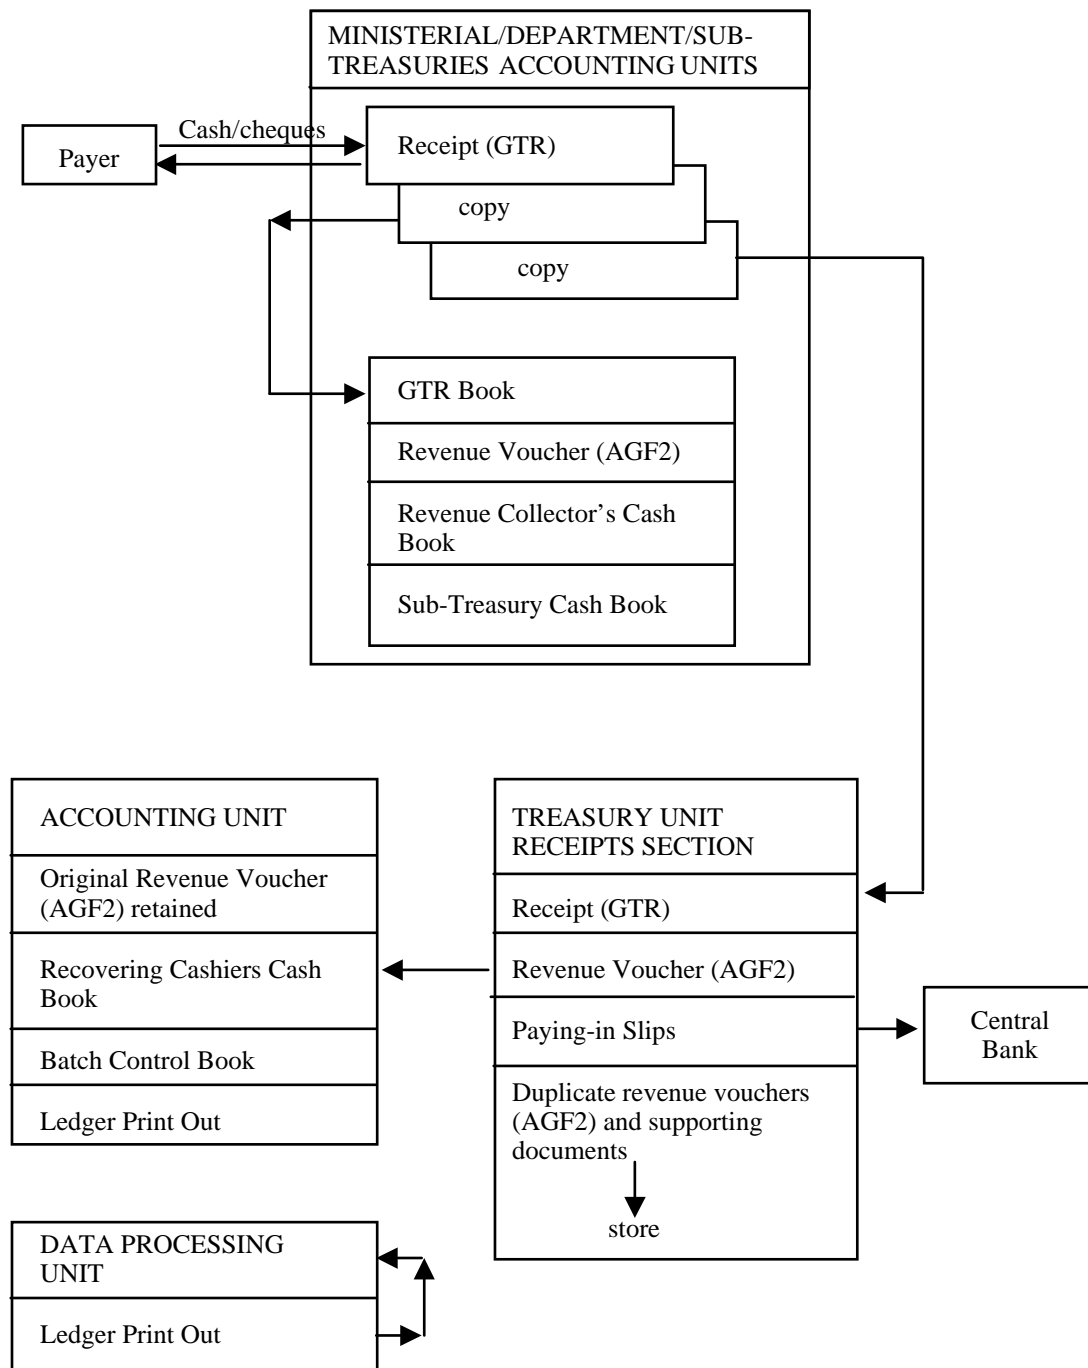 MINISTERIAL/DEPARTMENT/SUB-
TREASURIES ACCOUNTING UNITS
Cash/cheques
Payer
Receipt (GTR)
copy
copy
GTR Book
Revenue Voucher (AGF2)
Revenue Collector’s Cash
Book
Sub-Treasury Cash Book
ACCOUNTING UNIT
Original Revenue Voucher
(AGF2) retained
Recovering Cashiers Cash
Book
Batch Control Book
Ledger Print Out
TREASURY UNIT
RECEIPTS SECTION
Receipt (GTR)
Revenue Voucher (AGF2)
Paying-in Slips
Duplicate revenue vouchers
(AGF2) and supporting
documents
store
Central
Bank
DATA PROCESSING
UNIT
Ledger Print Out